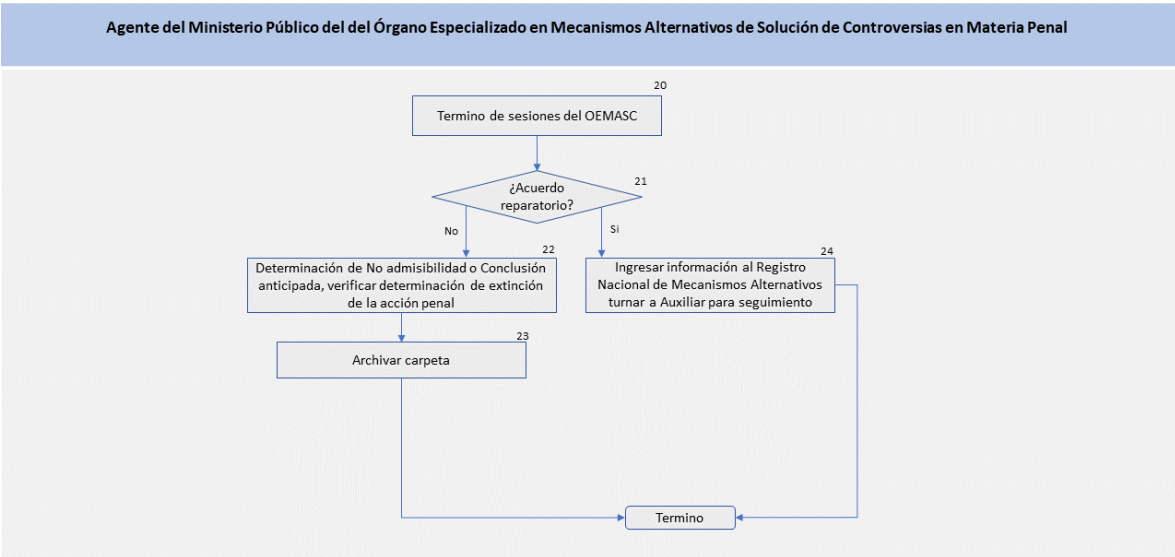 Agente del Ministerio Público del del Órgano Especializado en Mecanismos Alternativos de Solución de Controversias en Materia Penal
20
Termino de sesiones del OEMASC
21
¿Acuerdo
reparatorio?
No
Si
22
Determinación de No admisibilidad o Conclusión
anticipada, verificar determinación de extinción
de la acción penal
24
Ingresar información al Registro
Nacional de Mecanismos Alternativos
turnar a Auxiliar para seguimiento
23
Archivar carpeta
Termino